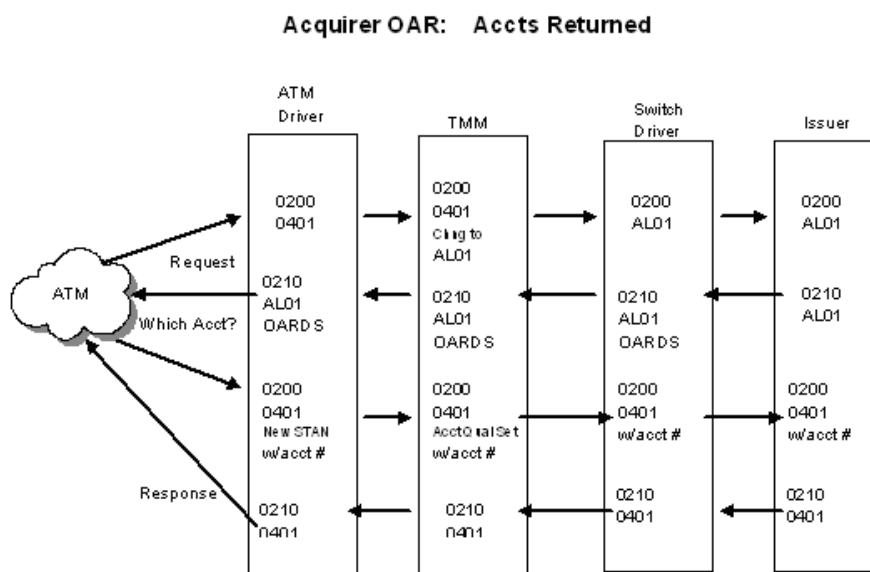 Acquirer OAR: Accts Returned
ATM
Driver
TMM
Switch
Driver
Issuer
0200
0401
0200
0401
Chng to
AL01
0200
AL01
0200
AL01
Request
ATM
0210
AL01
OARDS
0210
AL01
OARDS
0210
AL01
OARDS
0210
AL01
Which Acct?
0200
0401
New STAN
w/acct #
0200
0401
AcctQualSet
w/acct #
0200
0401
w/acct #
0200
0401
w/acct #
Response
0210
0401
0210
0401
0210
0401
0210
0401